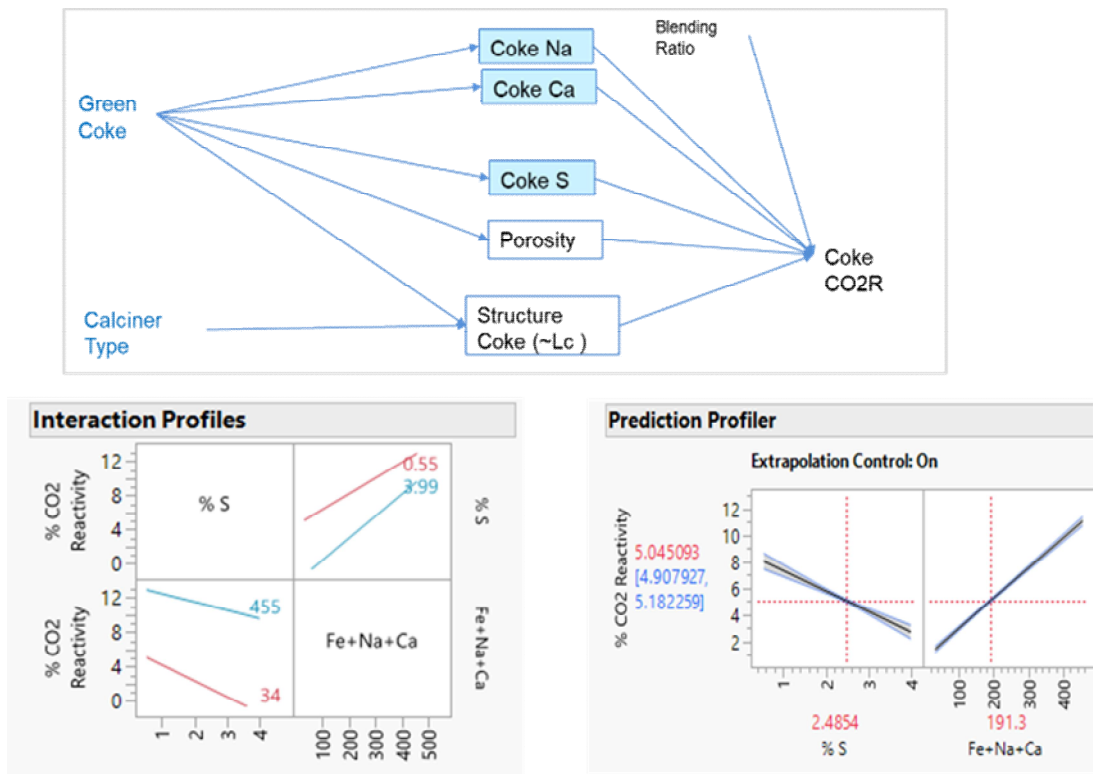 Green
Coke
Calciner
Type
Coke Na
Coke Ca
Coke S
Porosity
Structure
Coke (~Lc )
Blending
Ratio
Coke
CO2R
Interaction Profiles
% CO2
Reactivity
12
8
4
0
% S
0.55
3.99
% S
% CO2
Reactivity
12
8
4
0
455
34
Fe+Na+Ca
Fe+Na+Ca
1
2
3
4
100
200
300
400
500
Prediction Profiler
Extrapolation Control: On
% CO2 Reactivity
5.045093
[4.907927,
5.182259]
12
10
8
6
4
2
1
2
3
4
100
200
300
400
2.4854
191.3
% S
Fe+Na+Ca